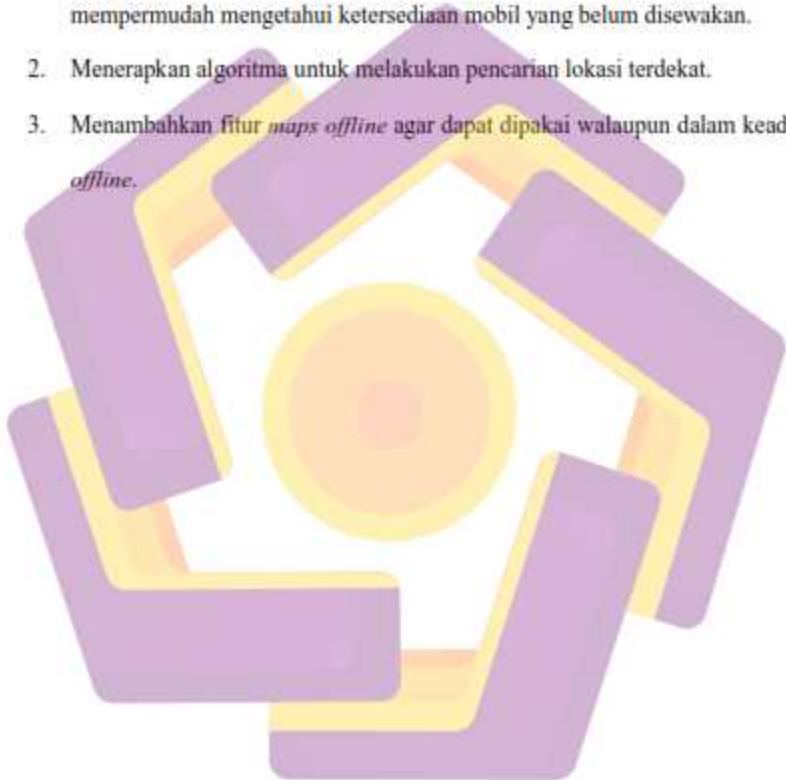 mempermudah mengetahui ketersediaan mobil yang belum disewakan.
2. Menerapkan algoritma untuk melakukan pencarian lokasi terdekat.
3. Menambahkan fitur maps offline agar dapat dipakai walaupun dalam kead
offline.